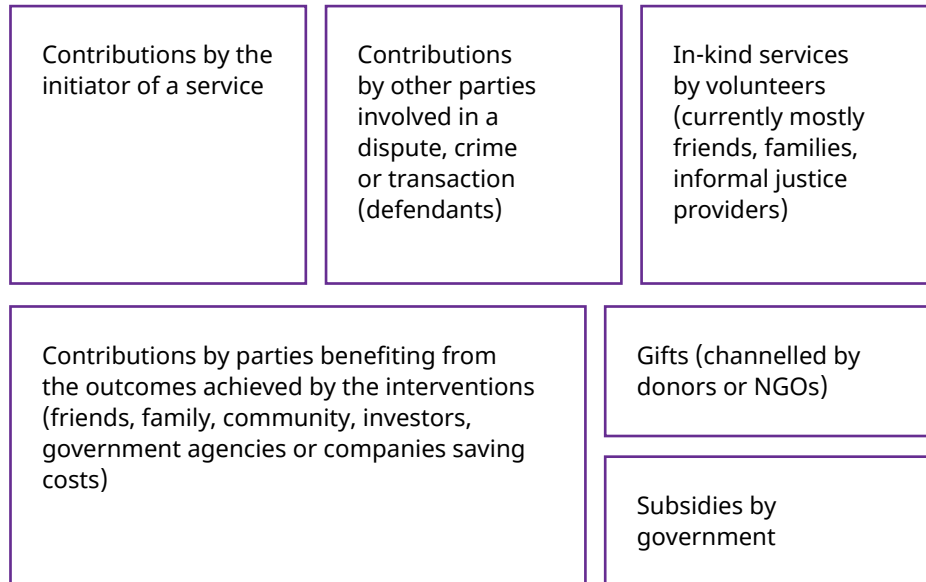 Contributions by the
initiator of a service
Contributions
by other parties
involved in a
dispute, crime
or transaction
(defendants)
In-kind services
by volunteers
(currently mostly
friends, families,
informal justice
providers)
Contributions by parties benefiting from
the outcomes achieved by the interventions
(friends, family, community, investors,
government agencies or companies saving
costs)
Gifts (channelled by
donors or NGOs)
Subsidies by
government